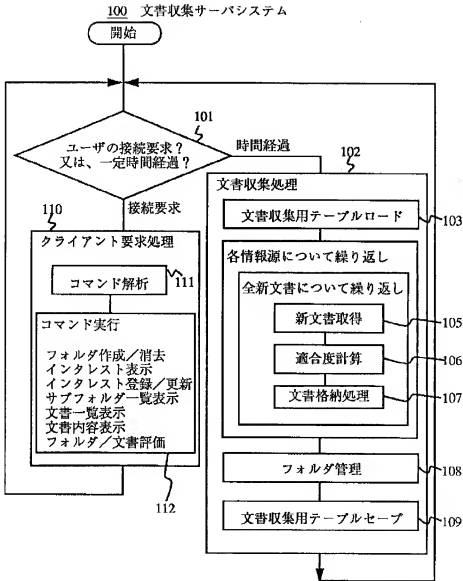 100 文書収集サーバシステム
開始
101
ユーザの接続要求？
又は、一定時間経過？
時間経過
接続要求
102
文書収集処理
文書収集用テーブルロード
103
各情報源について繰り返し
全新文書について繰り返し
新文書取得
105
適合度計算
106
文書格納処理
107
フォルダ管理
108
文書収集用テーブルセーブ
109
110
クライアント要求処理
コマンド解析
111
コマンド実行
フォルダ作成／消去
インタレスト表示
インタレスト登録／更新
サブフォルダ一覧表示
文書一覧表示
文書内容表示
フォルダ／文書評価
112